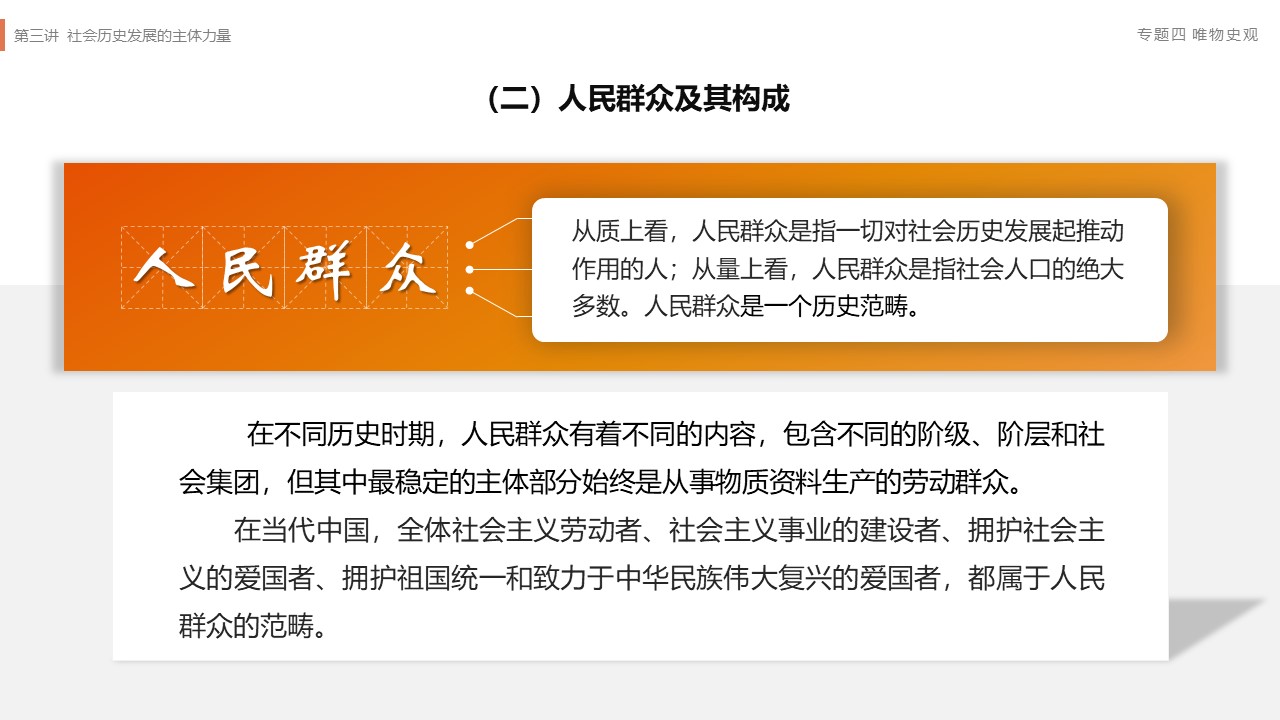 第三讲 社会历史发展的主体力量
专题四 唯物史观
（二）人民群众及其构成
人民群众
从质上看，人民群众是指一切对社会历史发展起推动
作用的人；从量上看，人民群众是指社会人口的绝大
多数。人民群众是一个历史范畴。
在不同历史时期，人民群众有着不同的内容，包含不同的阶级、阶层和社
会集团，但其中最稳定的主体部分始终是从事物质资料生产的劳动群众。
在当代中国，全体社会主义劳动者、社会主义事业的建设者、拥护社会主
义的爱国者、拥护祖国统一和致力于中华民族伟大复兴的爱国者，都属于人民
群众的范畴。